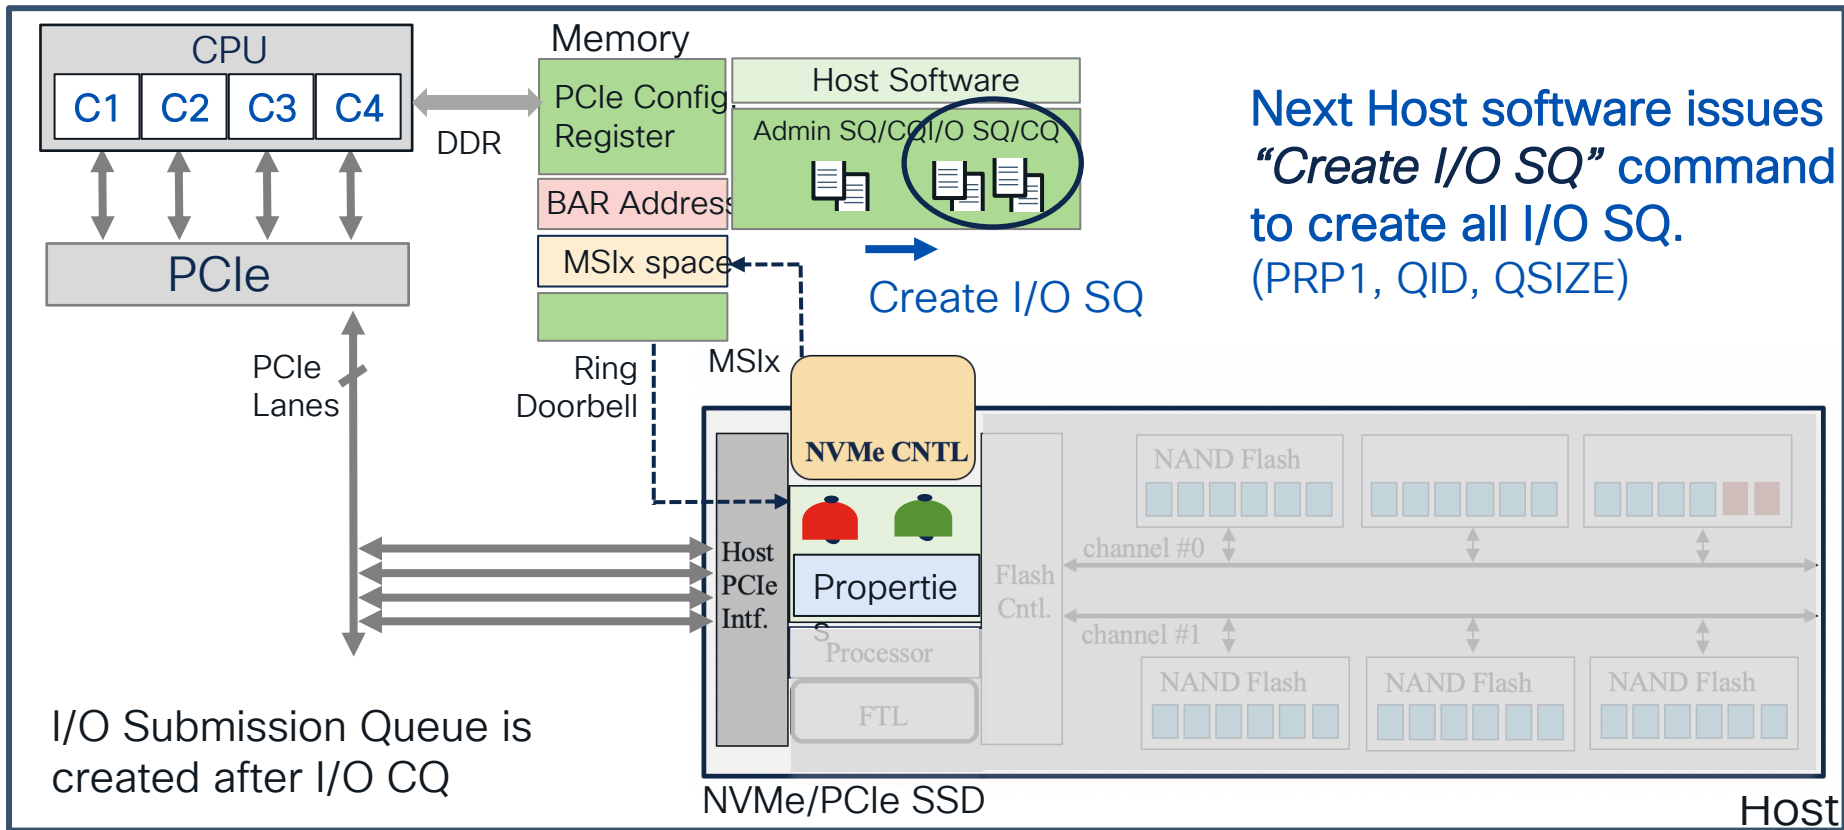 CPU
C1 C2 C3 C4
DDR
Memory
PCIe Config
Register
BAR Address
MSIx space
Host Software
Admin SQ/CQ
I/O SQ/CQ
Create I/O SQ
Next Host software issues
“Create I/O SQ” command
to create all I/O SQ.
(PRP1, QID, QSIZE)
PCIe
PCIe
Lanes
Ring
Doorbell
MSIx
NVMe CNTL
Host
PCIe
Intf.
Propertie
s
Processor
FTL
Flash
Cntl.
NAND Flash
channel #0
channel #1
NAND Flash
NAND Flash
NAND Flash
I/O Submission Queue is
created after I/O CQ
NVMe/PCIe SSD
Host